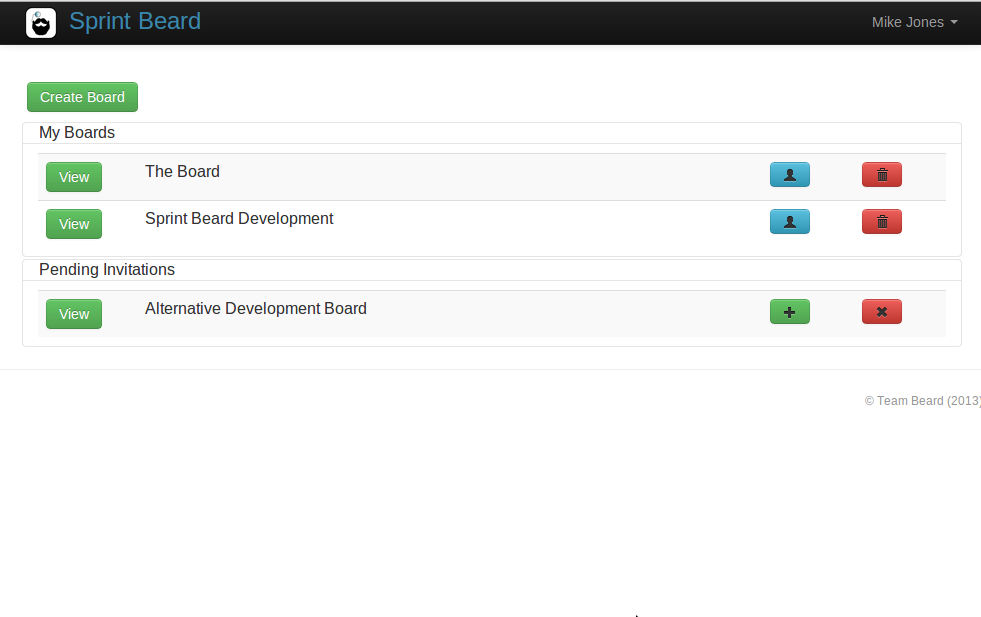 Sprint Beard
Mike Jones
Create Board
My Boards
View The Board
View Sprint Beard Development
Pending Invitations
View Alternative Development Board
© Team Beard (2013)